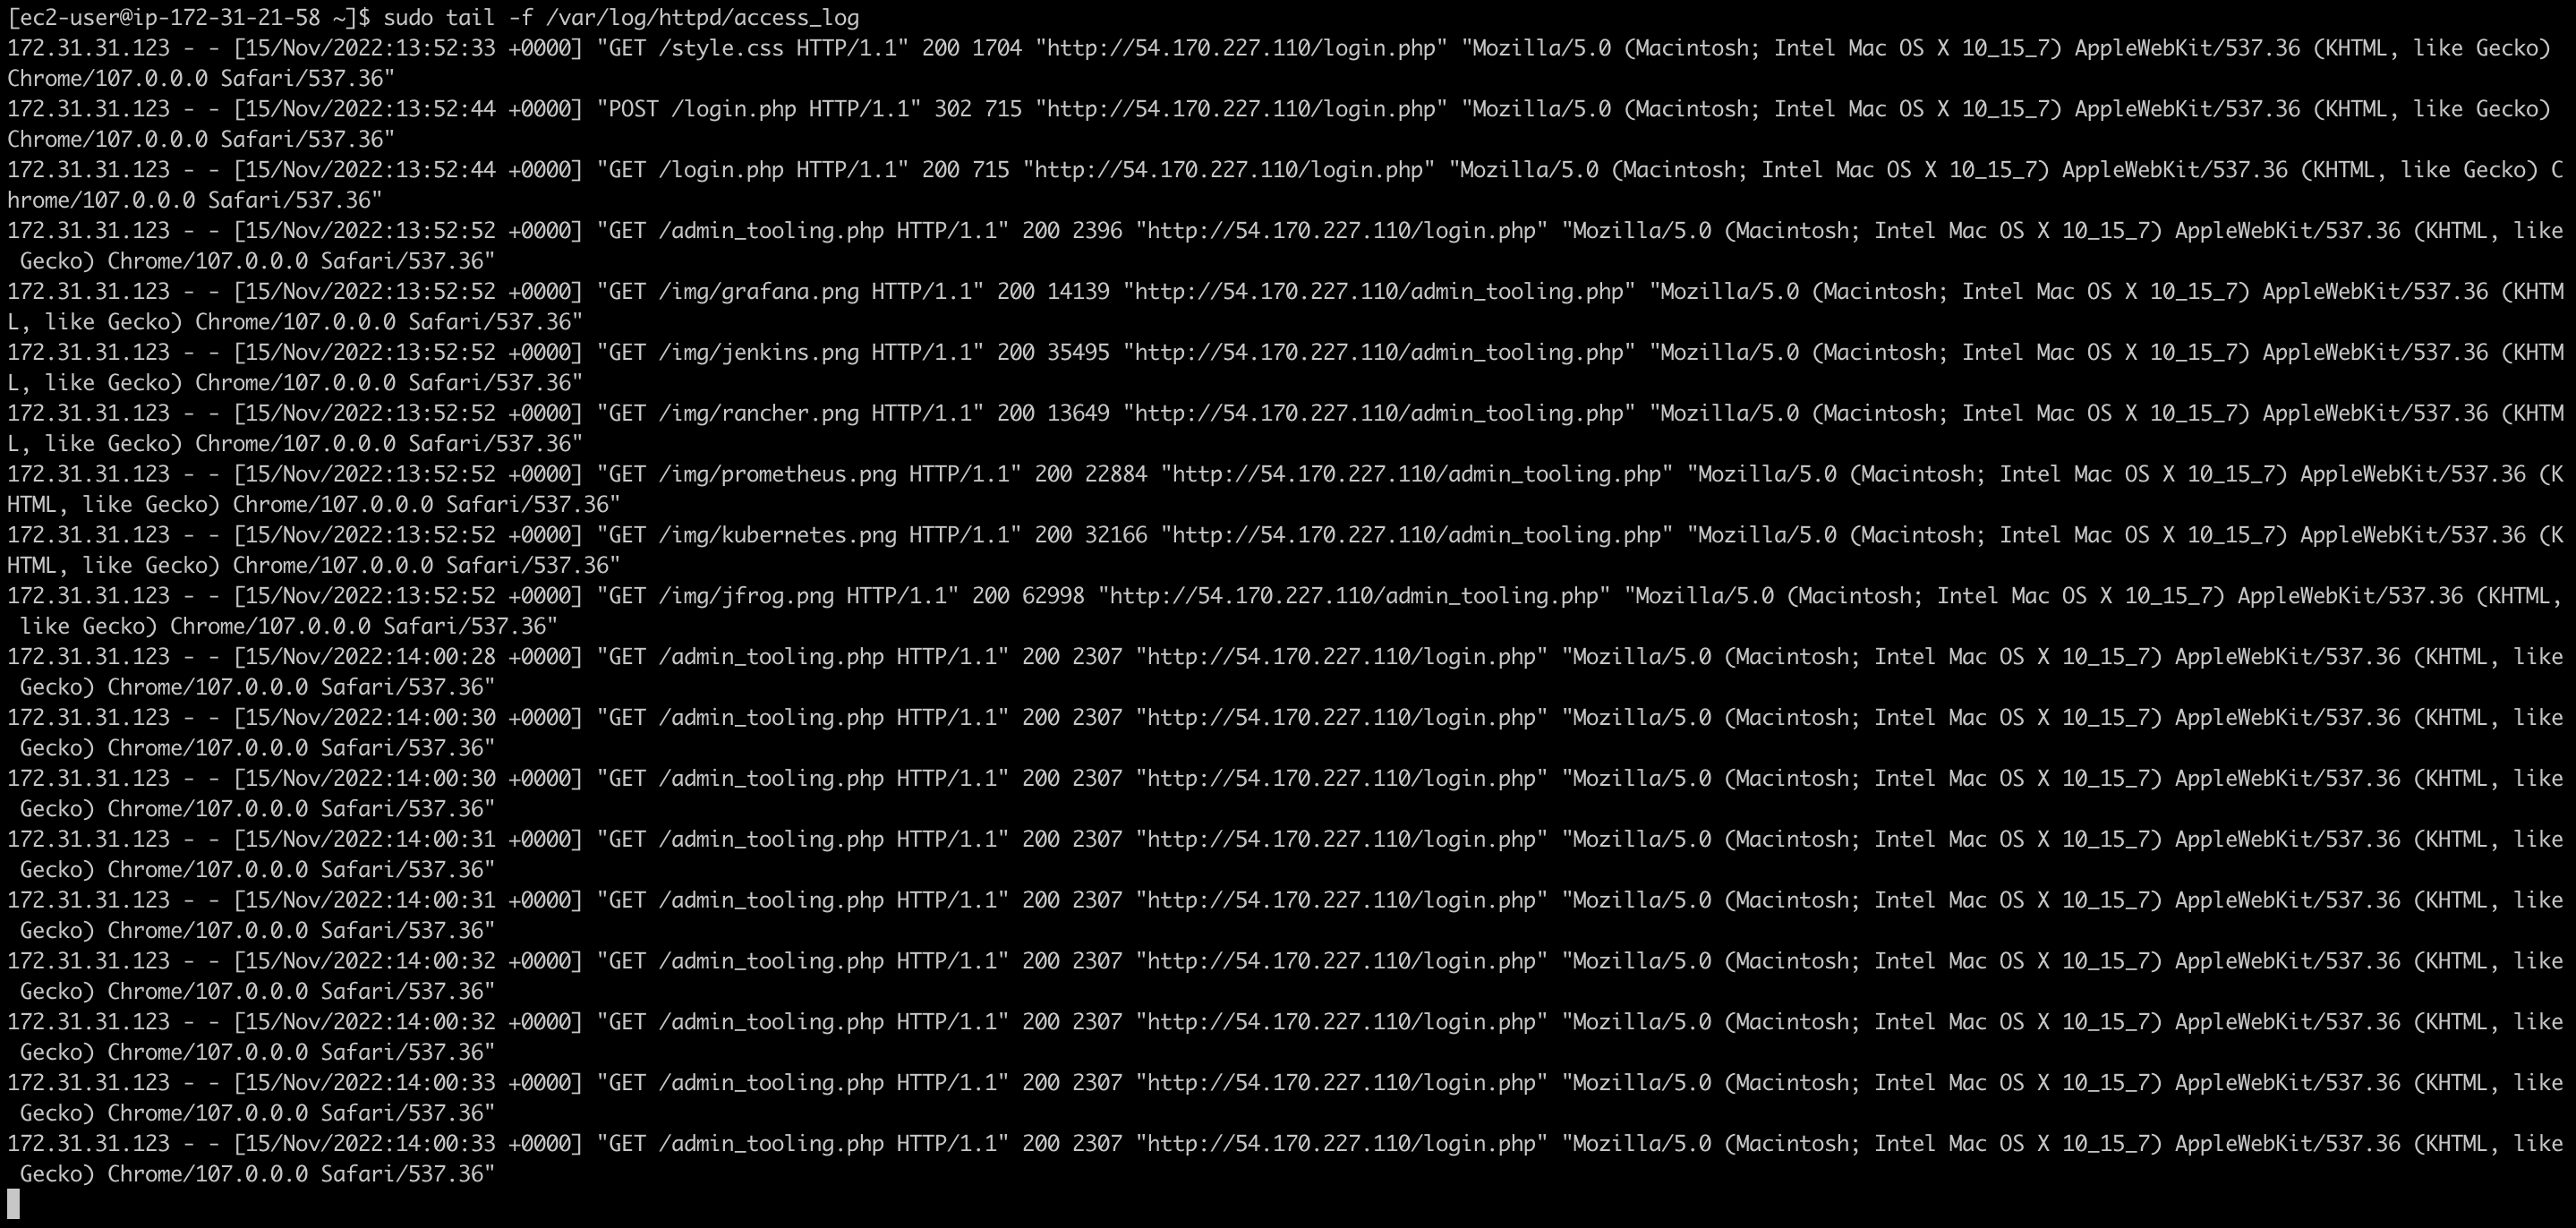 [ec2-user@ip-172-31-21-58 ~]$ sudo tail -f /var/log/httpd/access_log
172.31.31.123 - - [15/Nov/2022:13:52:33 +0000] "GET /style.css HTTP/1.1" 200 1704 "http://54.170.227.110/login.php" "Mozilla/5.0 (Macintosh; Intel Mac OS X 10_15_7) AppleWebKit/537.36 (KHTML, like Gecko)
Chrome/107.0.0.0 Safari/537.36"
172.31.31.123 - - [15/Nov/2022:13:52:44 +0000] "POST /login.php HTTP/1.1" 302 715 "http://54.170.227.110/login.php" "Mozilla/5.0 (Macintosh; Intel Mac OS X 10_15_7) AppleWebKit/537.36 (KHTML, like Gecko)
Chrome/107.0.0.0 Safari/537.36"
172.31.31.123 - - [15/Nov/2022:13:52:44 +0000] "GET /login.php HTTP/1.1" 200 715 "http://54.170.227.110/login.php" "Mozilla/5.0 (Macintosh; Intel Mac OS X 10_15_7) AppleWebKit/537.36 (KHTML, like Gecko) C
hrome/107.0.0.0 Safari/537.36"
172.31.31.123 - - [15/Nov/2022:13:52:52 +0000] "GET /admin_tooling.php HTTP/1.1" 200 2396 "http://54.170.227.110/login.php" "Mozilla/5.0 (Macintosh; Intel Mac OS X 10_15_7) AppleWebKit/537.36 (KHTML, like
 Gecko) Chrome/107.0.0.0 Safari/537.36"
172.31.31.123 - - [15/Nov/2022:13:52:52 +0000] "GET /img/grafana.png HTTP/1.1" 200 14139 "http://54.170.227.110/admin_tooling.php" "Mozilla/5.0 (Macintosh; Intel Mac OS X 10_15_7) AppleWebKit/537.36 (KHTM
L, like Gecko) Chrome/107.0.0.0 Safari/537.36"
172.31.31.123 - - [15/Nov/2022:13:52:52 +0000] "GET /img/jenkins.png HTTP/1.1" 200 35495 "http://54.170.227.110/admin_tooling.php" "Mozilla/5.0 (Macintosh; Intel Mac OS X 10_15_7) AppleWebKit/537.36 (KHTM
L, like Gecko) Chrome/107.0.0.0 Safari/537.36"
172.31.31.123 - - [15/Nov/2022:13:52:52 +0000] "GET /img/rancher.png HTTP/1.1" 200 13649 "http://54.170.227.110/admin_tooling.php" "Mozilla/5.0 (Macintosh; Intel Mac OS X 10_15_7) AppleWebKit/537.36 (KHTM
L, like Gecko) Chrome/107.0.0.0 Safari/537.36"
172.31.31.123 - - [15/Nov/2022:13:52:52 +0000] "GET /img/prometheus.png HTTP/1.1" 200 22884 "http://54.170.227.110/admin_tooling.php" "Mozilla/5.0 (Macintosh; Intel Mac OS X 10_15_7) AppleWebKit/537.36 (K
HTML, like Gecko) Chrome/107.0.0.0 Safari/537.36"
172.31.31.123 - - [15/Nov/2022:13:52:52 +0000] "GET /img/kubernetes.png HTTP/1.1" 200 32166 "http://54.170.227.110/admin_tooling.php" "Mozilla/5.0 (Macintosh; Intel Mac OS X 10_15_7) AppleWebKit/537.36 (K
HTML, like Gecko) Chrome/107.0.0.0 Safari/537.36"
172.31.31.123 - - [15/Nov/2022:13:52:52 +0000] "GET /img/jfrog.png HTTP/1.1" 200 62998 "http://54.170.227.110/admin_tooling.php" "Mozilla/5.0 (Macintosh; Intel Mac OS X 10_15_7) AppleWebKit/537.36 (KHTML,
 like Gecko) Chrome/107.0.0.0 Safari/537.36"
172.31.31.123 - - [15/Nov/2022:14:00:28 +0000] "GET /admin_tooling.php HTTP/1.1" 200 2307 "http://54.170.227.110/login.php" "Mozilla/5.0 (Macintosh; Intel Mac OS X 10_15_7) AppleWebKit/537.36 (KHTML, like
 Gecko) Chrome/107.0.0.0 Safari/537.36"
172.31.31.123 - - [15/Nov/2022:14:00:30 +0000] "GET /admin_tooling.php HTTP/1.1" 200 2307 "http://54.170.227.110/login.php" "Mozilla/5.0 (Macintosh; Intel Mac OS X 10_15_7) AppleWebKit/537.36 (KHTML, like
 Gecko) Chrome/107.0.0.0 Safari/537.36"
172.31.31.123 - - [15/Nov/2022:14:00:30 +0000] "GET /admin_tooling.php HTTP/1.1" 200 2307 "http://54.170.227.110/login.php" "Mozilla/5.0 (Macintosh; Intel Mac OS X 10_15_7) AppleWebKit/537.36 (KHTML, like
 Gecko) Chrome/107.0.0.0 Safari/537.36"
172.31.31.123 - - [15/Nov/2022:14:00:31 +0000] "GET /admin_tooling.php HTTP/1.1" 200 2307 "http://54.170.227.110/login.php" "Mozilla/5.0 (Macintosh; Intel Mac OS X 10_15_7) AppleWebKit/537.36 (KHTML, like
 Gecko) Chrome/107.0.0.0 Safari/537.36"
172.31.31.123 - - [15/Nov/2022:14:00:31 +0000] "GET /admin_tooling.php HTTP/1.1" 200 2307 "http://54.170.227.110/login.php" "Mozilla/5.0 (Macintosh; Intel Mac OS X 10_15_7) AppleWebKit/537.36 (KHTML, like
 Gecko) Chrome/107.0.0.0 Safari/537.36"
172.31.31.123 - - [15/Nov/2022:14:00:32 +0000] "GET /admin_tooling.php HTTP/1.1" 200 2307 "http://54.170.227.110/login.php" "Mozilla/5.0 (Macintosh; Intel Mac OS X 10_15_7) AppleWebKit/537.36 (KHTML, like
 Gecko) Chrome/107.0.0.0 Safari/537.36"
172.31.31.123 - - [15/Nov/2022:14:00:32 +0000] "GET /admin_tooling.php HTTP/1.1" 200 2307 "http://54.170.227.110/login.php" "Mozilla/5.0 (Macintosh; Intel Mac OS X 10_15_7) AppleWebKit/537.36 (KHTML, like
 Gecko) Chrome/107.0.0.0 Safari/537.36"
172.31.31.123 - - [15/Nov/2022:14:00:33 +0000] "GET /admin_tooling.php HTTP/1.1" 200 2307 "http://54.170.227.110/login.php" "Mozilla/5.0 (Macintosh; Intel Mac OS X 10_15_7) AppleWebKit/537.36 (KHTML, like
 Gecko) Chrome/107.0.0.0 Safari/537.36"
172.31.31.123 - - [15/Nov/2022:14:00:33 +0000] "GET /admin_tooling.php HTTP/1.1" 200 2307 "http://54.170.227.110/login.php" "Mozilla/5.0 (Macintosh; Intel Mac OS X 10_15_7) AppleWebKit/537.36 (KHTML, like
 Gecko) Chrome/107.0.0.0 Safari/537.36"